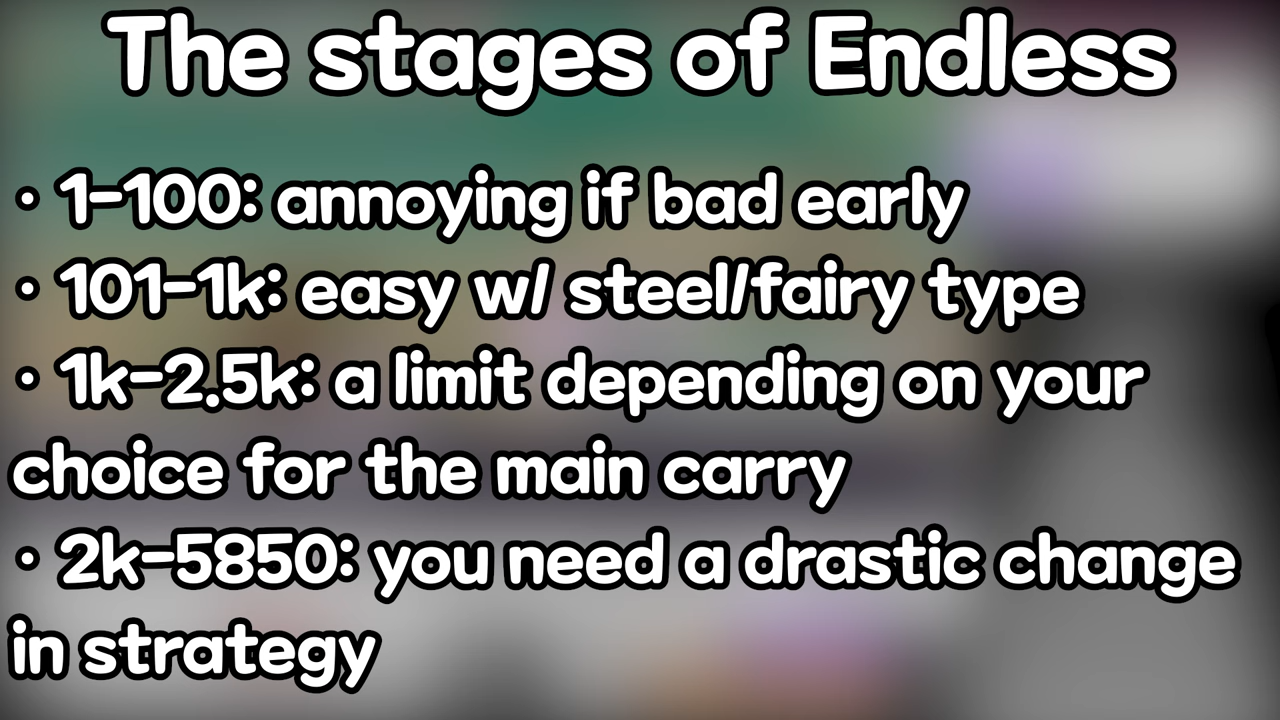 The stages of Endless
• 1-100: annoying if bad early
• 101-1k: easy w/ steel/fairy type
• 1k-2.5k: a limit depending on your
choice for the main carry
• 2k-5850: you need a drastic change
in strategy